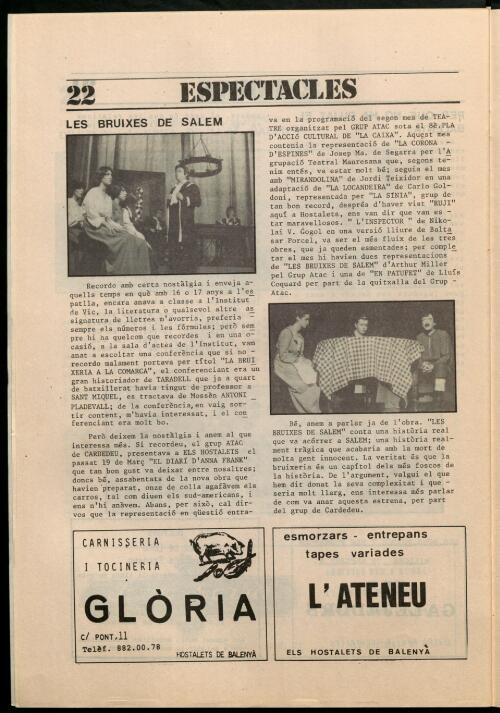 22 ESPECTACLES
LES BRUIXES DE SALEM
Recordo amb certa nostàlgia i enveja a-
quells temps en què amb 16 o 17 anys a l'es
patlla, encara anava a classe a l'Institut
de Vic, la literatura o qualsevol altre as
signatura de lletres m'avorria, preferia
sempre els números i les fórmules; però sem
pre hi ha quelcom que recordes i en una o-
casió, a la sala d'actes de l'institut, vam
anat a escoltar una conferència que si no -
recordo malament portava per títol "LA BRUI
XERIA A LA COMARCA", el conferenciant era un
gran historiador de TARADELL que ja a quart
de batxillerat havia tingut de professor a
SANT MIQUEL, es tractava de Mossèn ANTONI
PLADEVALL; de la conferència, en vaig sor-
tir content, m'havia interessat, i el con
ferenciant era molt bo.
Però deixem la nostàlgia i anem al que
interessa més. Si recordeu, el grup ATAC
de CARDEDEU, presentava a ELS HOSTALETS el
passat 19 de Març "EL DIARI D'ANNA FRANK"
que tan bon gust va deixar entre nosaltres;
doncs bé, assabentats de la nova obra que
havien preparat, onze de colla agafàvem els
carros, tal com diuen els sud-americans, i
ens n'hi anàvem. Abans, per això, cal dir-
vos que la representació en qüestió entra-
va en la programació del segon mes de TEA-
TRE organitzat pel GRUP ATAC sota el 8è.PLA
D'ACCIÓ CULTURAL DE "LA CAIXA". Aquest mes
contenia la representació de "LA CORONA -
D'ESPINES" de Josep Ma. de Segarra per l'A
grupació Teatral Manresana que, segons te-
nim entés, va estar molt bé; seguia el mes
amb "MIRANDOLINA" de Jordi Teixidor en una
adaptació de "LA LOCANDEIRA" de Carlo Gol-
doni, representada per "LA SÍNIA", grup de
tan bon record, després d'haver vist "RUJI"
aquí a Hostalets, ens van dir que van es -
tar maravellosos. " L'INSPECTOR " de Niko-
lai V. Gogol en una versió lliure de Balta
sar Porcel, va ser el més fluix de les tres
obres, que ja queden esmentades; per comple
tar el mes hi havien dues representacions
de "LES BRUIXES DE SALEM" d'Arthur Miller
pel Grup Atac i una de "EN PATUFET" de Lluís
Coquard per part de la quitxalla del Grup -
Atac.
Bé, anem a parlar ja de l'obra. "LES
BRUIXES DE SALEM" conta una història real
que va acórrer a SALEM; una història real-
ment tràgica que acabaria amb la mort de
molta gent innocent. La veritat és que la
bruixeria és un capítol dels més foscos de
la història. De l'argument, valgui el que
hem dit donat la seva complexitat i que -
seria molt llarg, ens interessa més parlar
de com va anar aquesta estrena, per part
del grup de Cardedeu.
CARNISSERIA
I TOCINERIA
GLÒRIA
C/ PONT,11
Telèf. 882.00.78
HOSTALETS DE BALENYÀ
esmorzars - entrepans
tapes variades
L'ATENEU
ELS HOSTALETS DE BALENYÀ